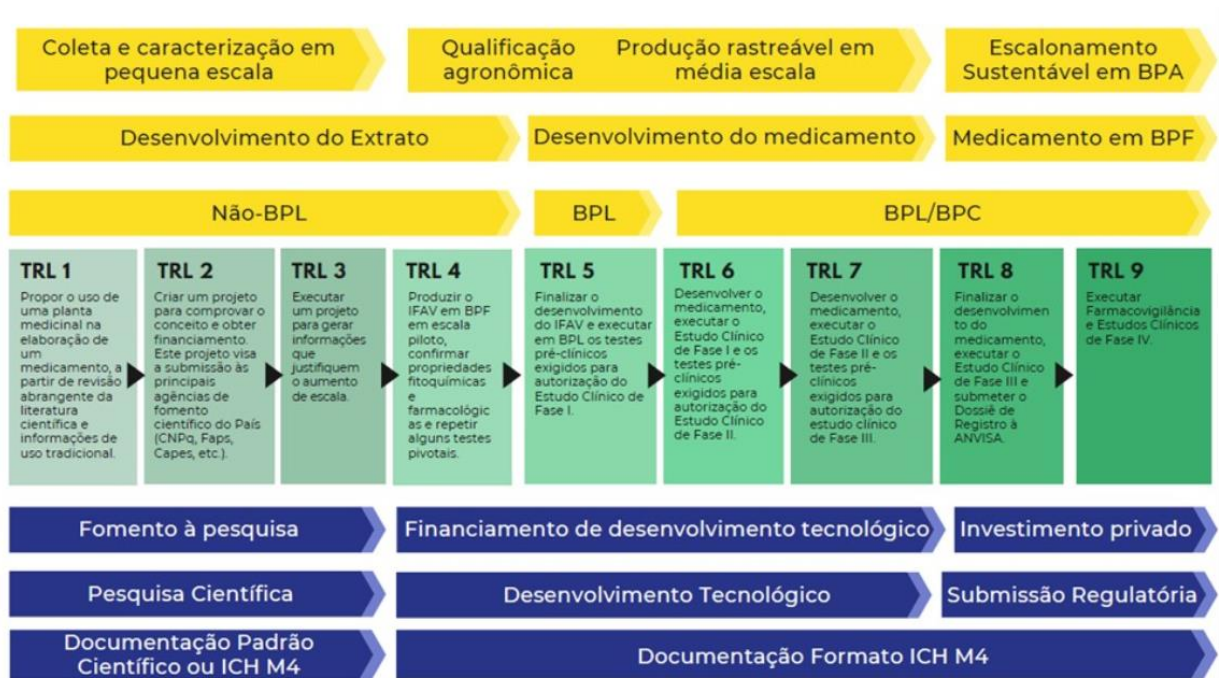 Coleta e caracterização em
pequena escala
Qualificação
agronômica
Produção rastreável em
média escala
Escalonamento
Sustentável em BPA
Desenvolvimento do Extrato
Desenvolvimento do medicamento
Medicamento em BPF
Não-BPL
BPL
BPL/BPC
TRL 1
Propor o uso de
uma planta
medicinal na
elaboração de
um
medicamento, a
partir de revisão
abrangente da
literatura
científica e
informações de
uso tradicional.
TRL 2
Criar um projeto
para comprovar o
conceito e obter
financiamento.
Este projeto visa
a submissão às
principais
agências de
fomento
científico do País
(CNPq, Faps,
Capes, etc.).
TRL 3
Executar
um projeto
para gerar
informações
que
justifiquem
o aumento
de escala.
TRL 4
Produzir o
IFAV em BPF
em escala
piloto,
confirmar
propriedades
fitoquímicas
e
farmacológic
as e repetir
alguns testes
pivotais.
TRL 5
Finalizar o
desenvolvimento
do IFAV e executar
em BPL os testes
pré-clínicos
exigidos para
autorização do
Estudo Clínico de
Fase I.
TRL 6
Desenvolver o
medicamento,
executar o
Estudo Clínico
de Fase I e os
testes pré-
clínicos
exigidos para
autorização do
Estudo Clínico
de Fase II.
TRL 7
Desenvolver o
medicamento,
executar o
Estudo Clínico
de Fase II e os
testes pré-
clínicos
exigidos para
autorização do
estudo clínico
de Fase III.
TRL 8
Finalizar o
desenvolvimen
to do
medicamento,
executar o
Estudo Clínico
de Fase III e
submeter o
Dossiê de
Registro à
ANVISA.
TRL 9
Executar
Farmacovigilância
e Estudos Clínicos
de Fase IV.
Fomento à pesquisa
Financiamento de desenvolvimento tecnológico
Investimento privado
Pesquisa Científica
Desenvolvimento Tecnológico
Submissão Regulatória
Documentação Padrão
Científico ou ICH M4
Documentação Formato ICH M4